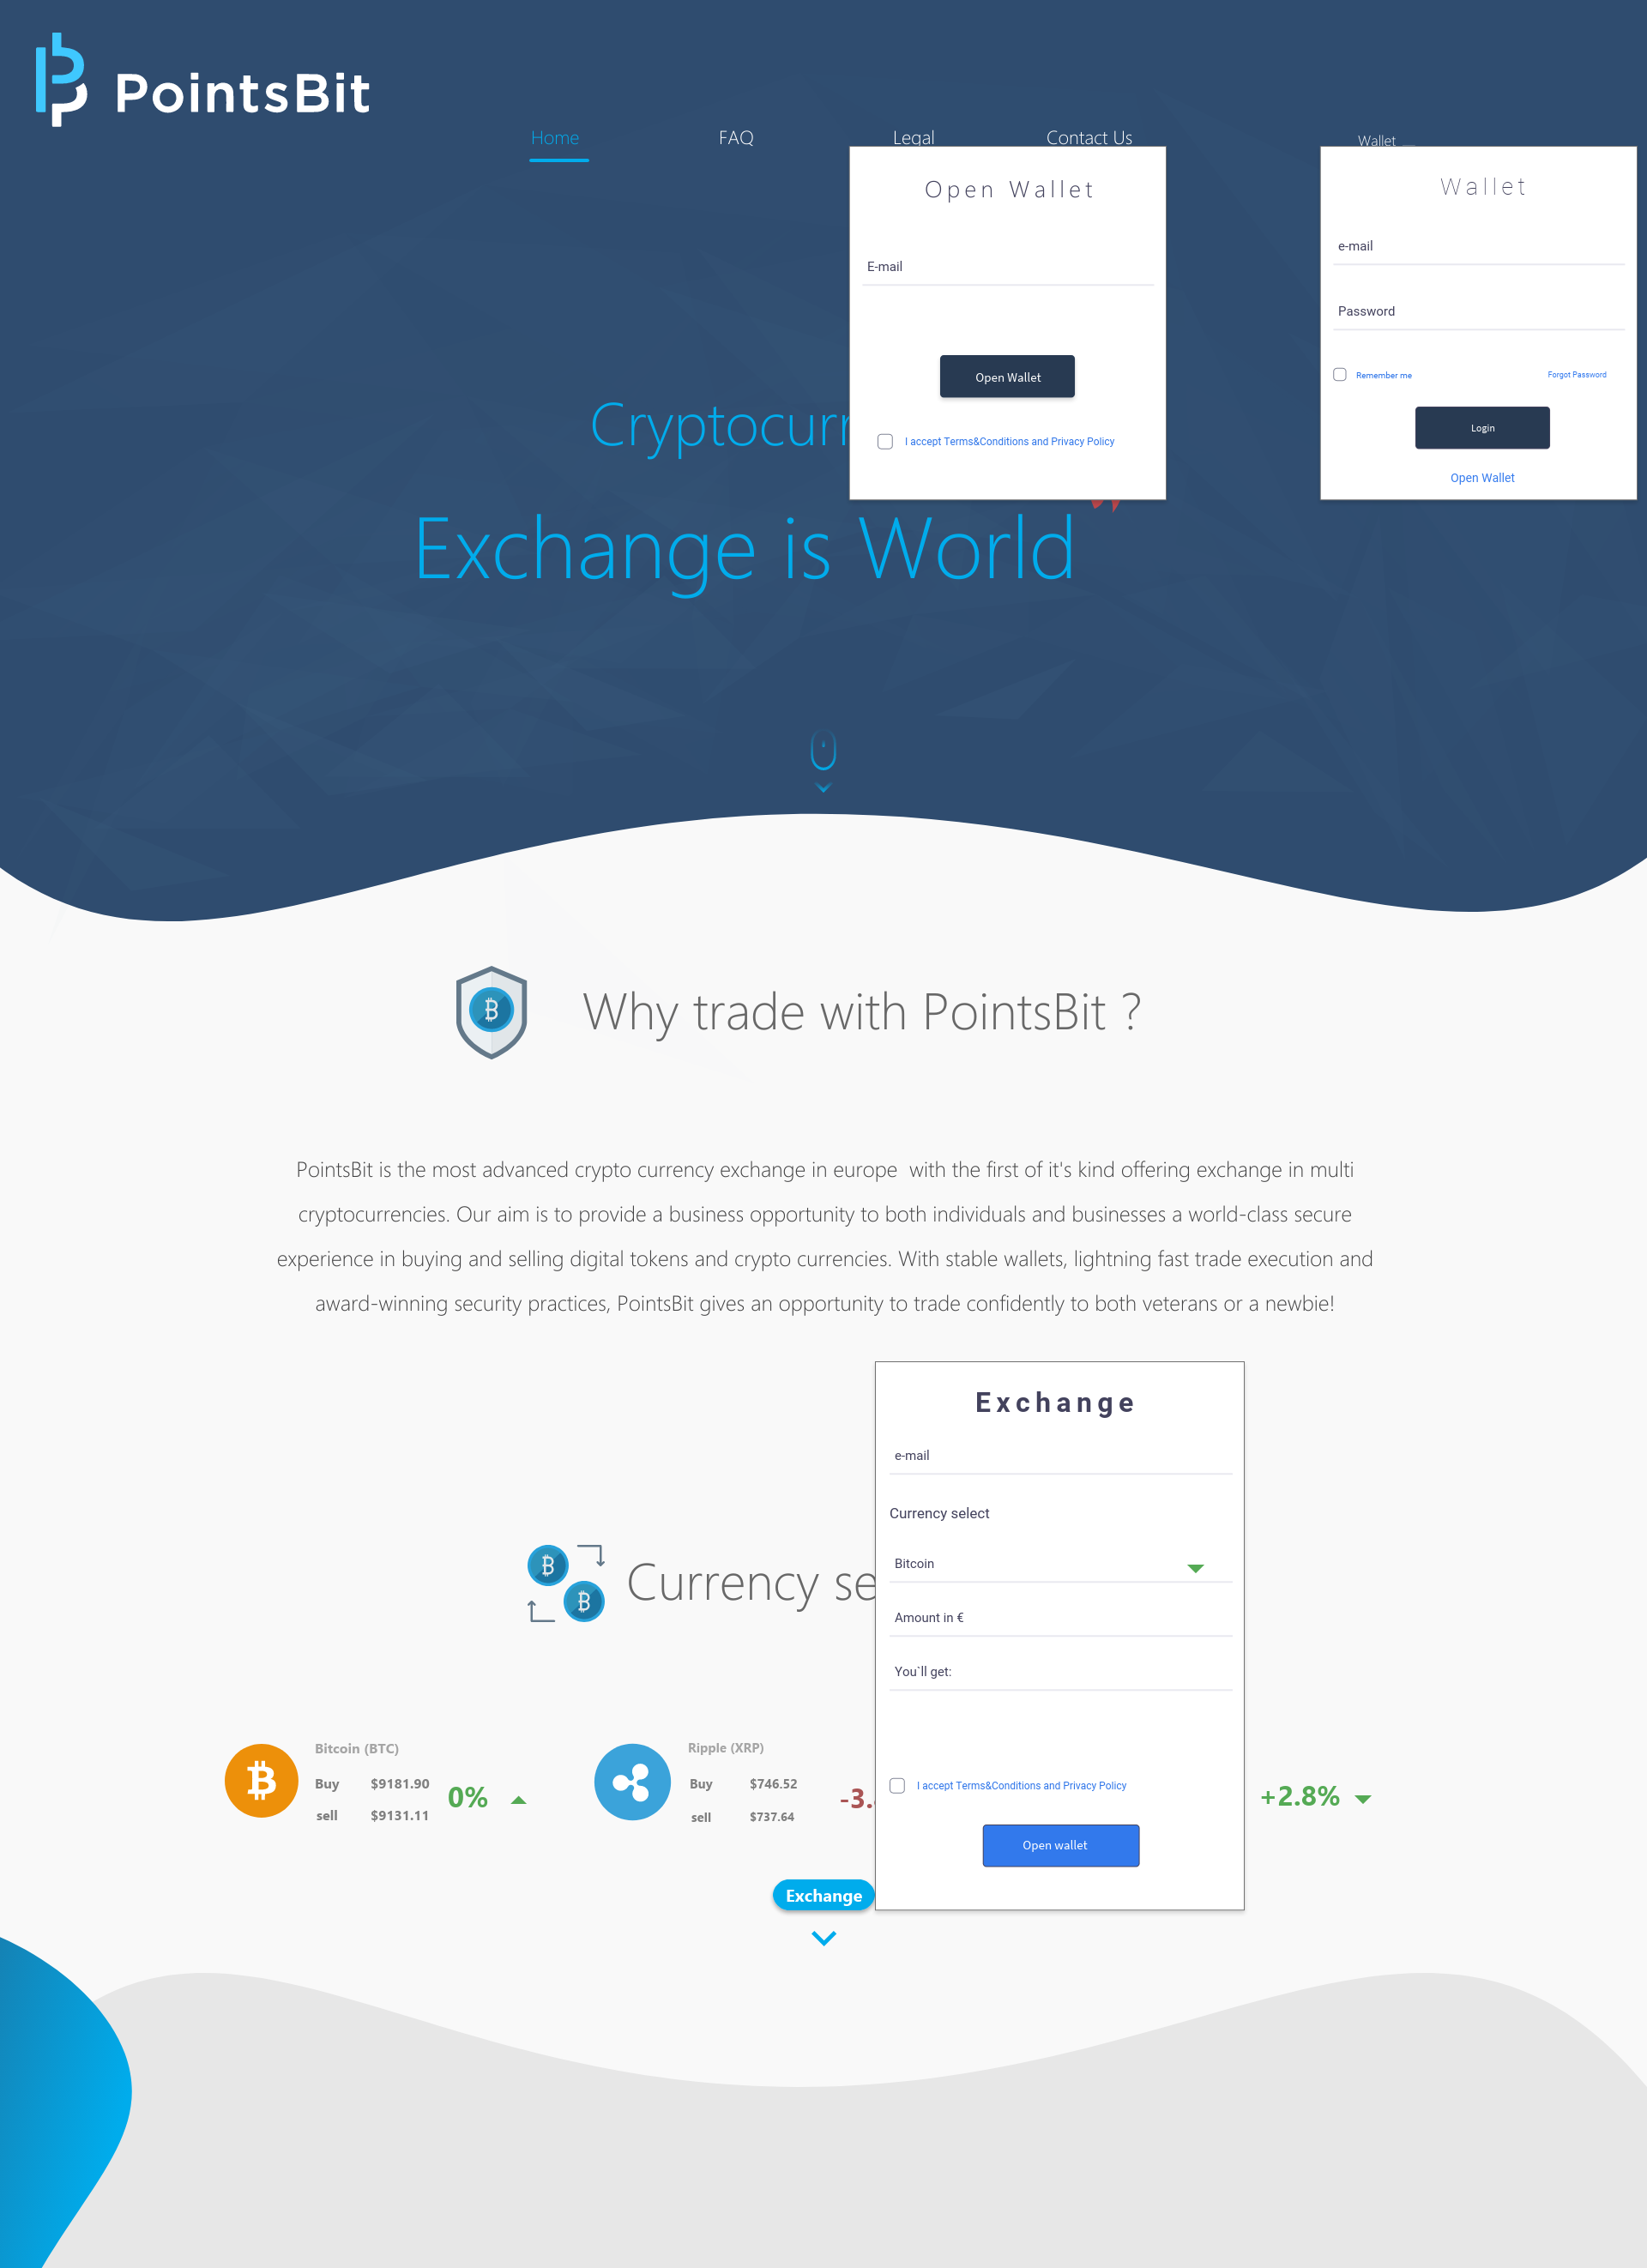 PointsBit
Home
FAQ
Legal
Contact Us
Wallet
Open Wallet
E-mail
Open Wallet
I accept Terms&Conditions and Privacy Policy
Wallet
e-mail
Password
Remember me
Forgot Password
Login
Open Wallet
Exchange is World
Why trade with PointsBit ?
PointsBit is the most advanced crypto currency exchange in europe with the first of it's kind offering exchange in multi
cryptocurrencies. Our aim is to provide a business opportunity to both individuals and businesses a world-class secure
experience in buying and selling digital tokens and crypto currencies. With stable wallets, lightning fast trade execution and
award-winning security practices, PointsBit gives an opportunity to trade confidently to both veterans or a newbie!
Currency se
Bitcoin (BTC)
Buy $9181.90
sell $9131.11
0%
Ripple (XRP)
Buy $746.52
sell $737.64
-3.
+2.8%
Exchange
Exchange
e-mail
Currency select
Bitcoin
Amount in €
You`ll get:
I accept Terms&Conditions and Privacy Policy
Open wallet